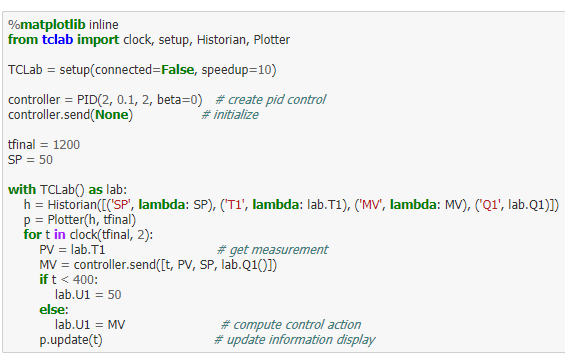 %matplotlib inline
from tclab import clock, setup, Historian, Plotter
TCLab = setup(connected=False, speedup=10)
controller = PID(2, 0.1, 2, beta=0)   # create pid control
controller.send(None)                 # initialize
tfinal = 1200
SP = 50
with TCLab() as lab:
    h = Historian([('SP', lambda: SP), ('T1', lambda: lab.T1), ('MV', lambda: MV), ('Q1', lab.Q1)])
    p = Plotter(h, tfinal)
    for t in clock(tfinal, 2):
        PV = lab.T1                   # get measurement
        MV = controller.send([t, PV, SP, lab.Q1()])
        if t < 400:
            lab.U1 = 50
        else:
            lab.U1 = MV               # compute control action
        p.update(t)                   # update information display